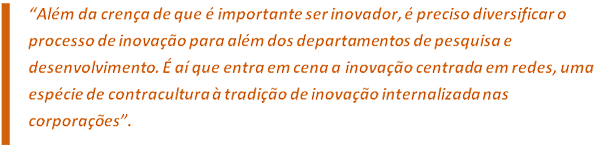 “Além da crença de que é importante ser inovador, é preciso diversificar o
processo de inovação para além dos departamentos de pesquisa e
desenvolvimento. É aí que entra em cena a inovação centrada em redes, uma
espécie de contracultura à tradição de inovação internalizada nas
corporações”.